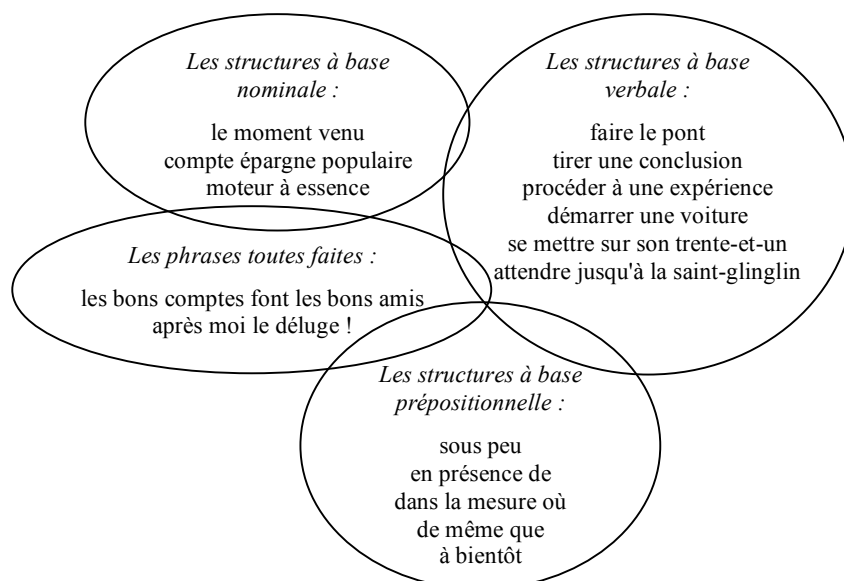 Les structures à base
nominale :
le moment venu
compte épargne populaire
moteur à essence
Les structures à base
verbale :
faire le pont
tirer une conclusion
procéder à une expérience
démarrer une voiture
se mettre sur son trente-et-un
attendre jusqu'à la saint-glinglin
Les phrases toutes faites :
les bons comptes font les bons amis
après moi le déluge !
Les structures à base
prépositionnelle :
sous peu
en présence de
dans la mesure où
de même que
à bientôt